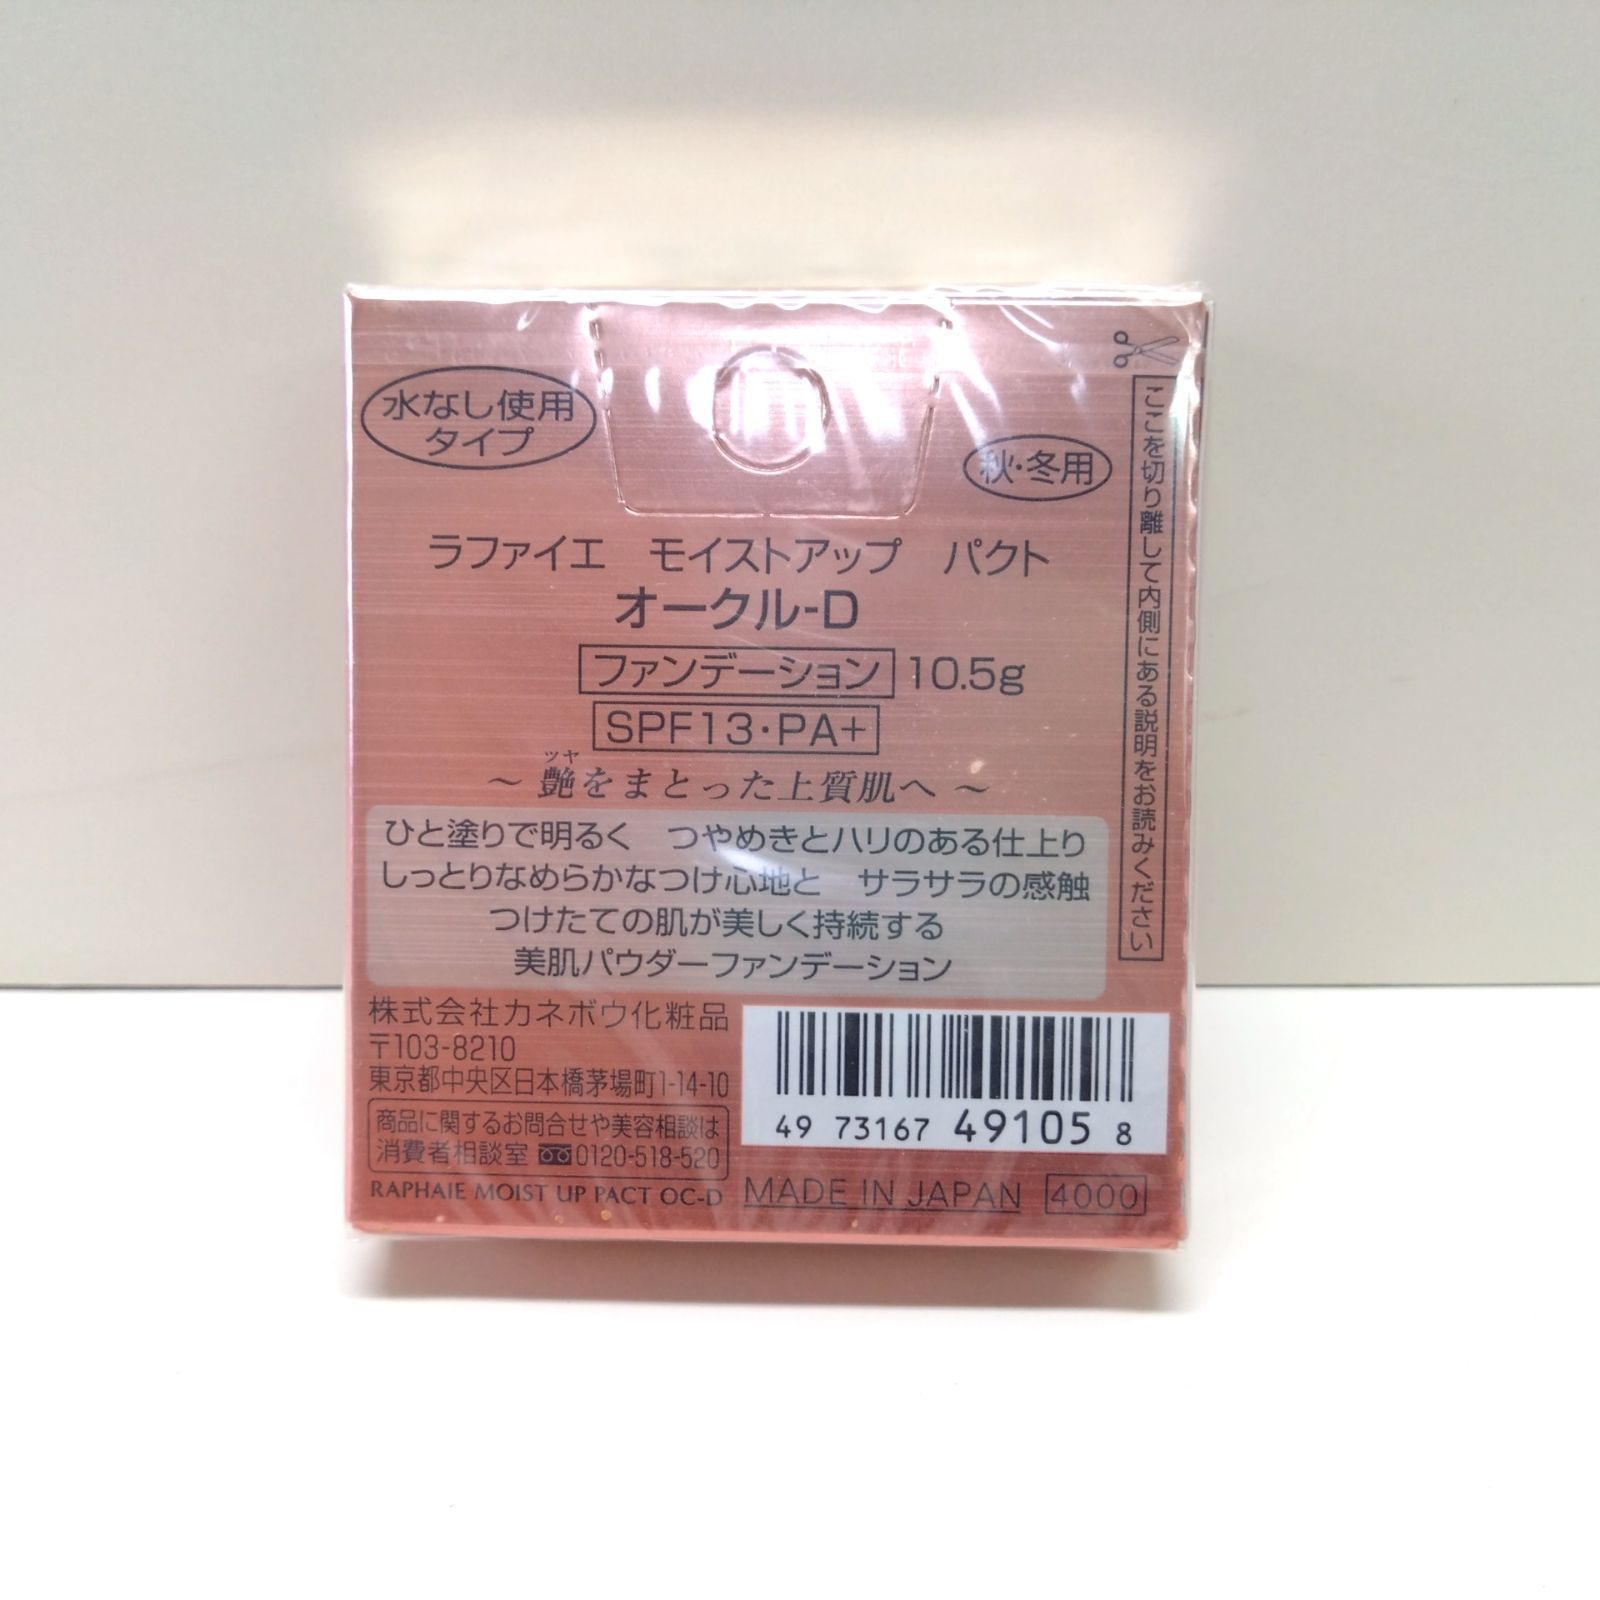 水なし使用
タイプ
秋・冬用
ラファイエ　モイストアップ　パクト
オークル-D
ファンデーション 10.5g
SPF13・PA+
ツヤ
～ 艶をまとった上質肌へ ～
ひと塗りで明るく　つやめきとハリのある仕上り
しっとりなめらかなつけ心地と　サラサラの感触
つけたての肌が美しく持続する
美肌パウダーファンデーション
ここを切り離して内側にある説明をお読みください
株式会社カネボウ化粧品
〒103-8210
東京都中央区日本橋茅場町1-14-10
商品に関するお問合せや美容相談は
消費者相談室 0120-518-520
RAPHAIE MOIST UP PACT OC-D
49 73167 49105 8
MADE IN JAPAN 4000